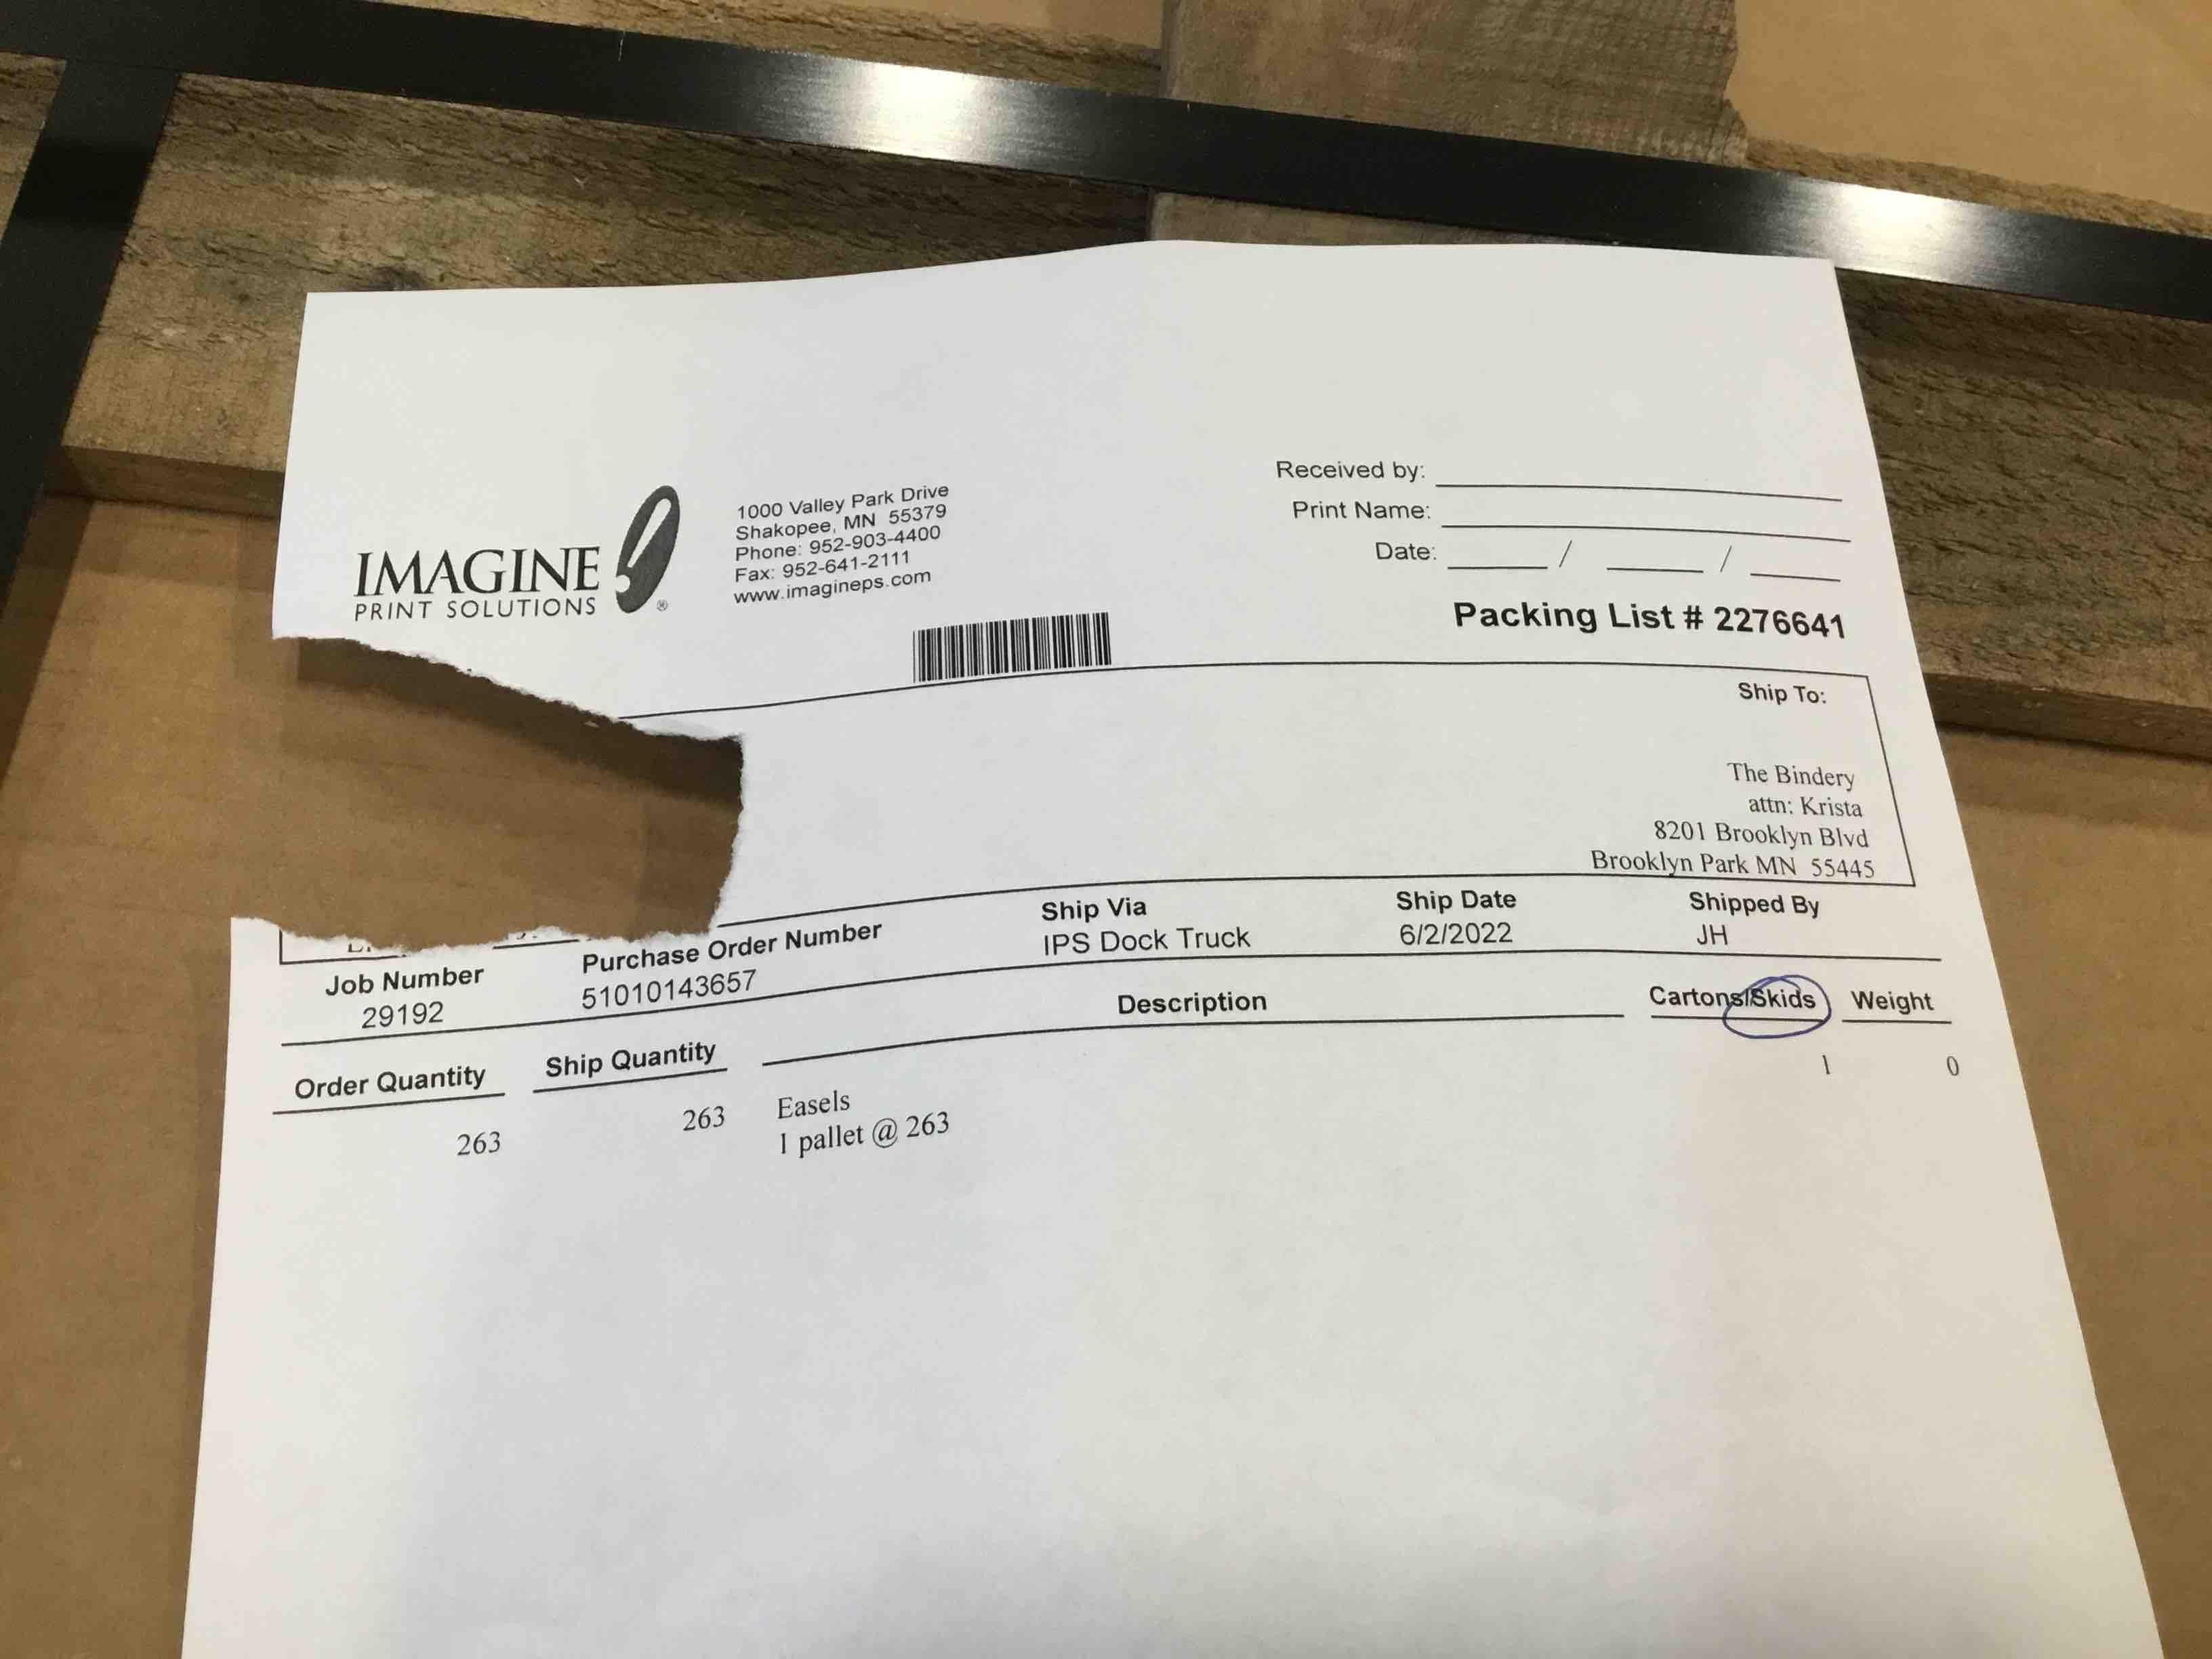 IMAGINE
PRINT SOLUTIONS
®
1000 Valley Park Drive
Shakopee, MN 55379
Phone: 952-903-4400
Fax: 952-641-2111
www.imagineps.com
Received by:
Print Name:
Date: / /
Packing List # 2276641
Ship To:
The Bindery
attn: Krista
8201 Brooklyn Blvd
Brooklyn Park MN 55445
Job Number Purchase Order Number Ship Via Ship Date Shipped By
29192 51010143657 IPS Dock Truck 6/2/2022 JH
Order Quantity Ship Quantity Description Cartons/Skids Weight
263 263 Easels 1 0
1 pallet @ 263